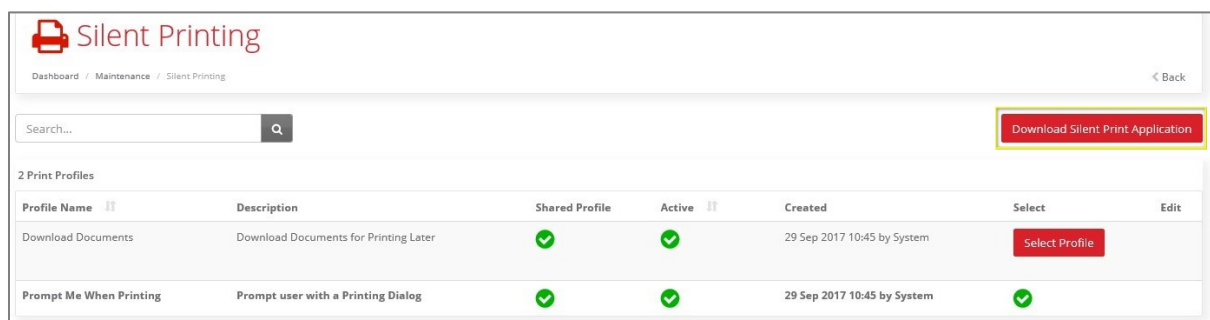 Silent Printing
Dashboard / Maintenance / Silent Printing
< Back
Search...
Download Silent Print Application
2 Print Profiles
Profile Name Description Shared Profile Active Created Select Edit
Download Documents Download Documents for Printing Later 29 Sep 2017 10:45 by System Select Profile
Prompt Me When Printing Prompt user with a Printing Dialog 29 Sep 2017 10:45 by System